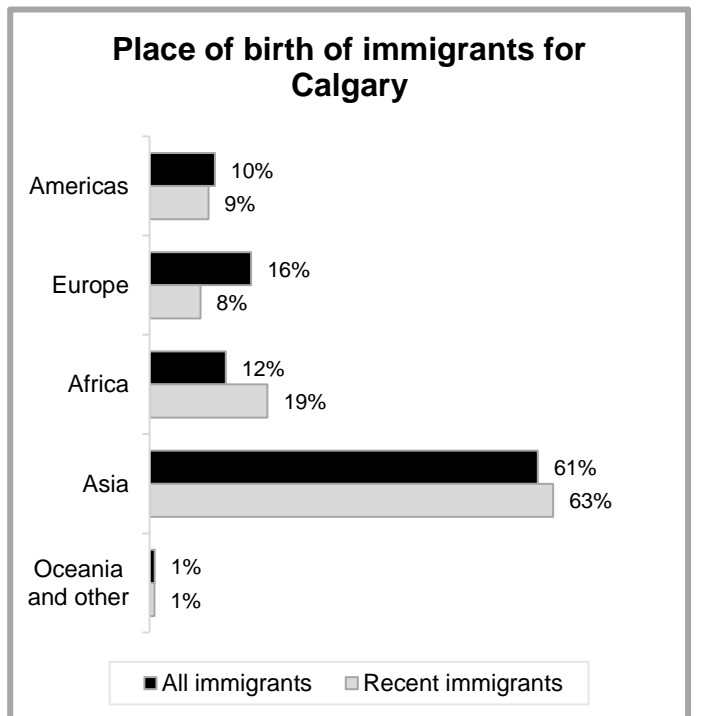 Place of birth of immigrants for
Calgary
Americas
10%
9%
Europe
16%
8%
Africa
12%
19%
Asia
61%
63%
Oceania
and other
1%
1%
All immigrants
Recent immigrants